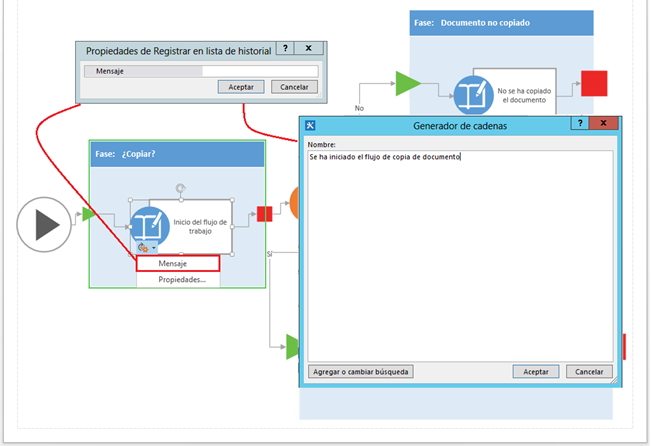 Fase: Documento no copiado
Propiedades de Registrar en lista de historial
? x
Mensaje
Aceptar
Cancelar
No
No se ha copiado
el documento
Generador de cadenas
? x
Nombre:
Se ha iniciado el flujo de copia de documento
Fase: ¿Copiar?
Inicio del flujo de
trabajo
Sí
Mensaje
Propiedades...
Agregar o cambiar búsqueda
Aceptar
Cancelar